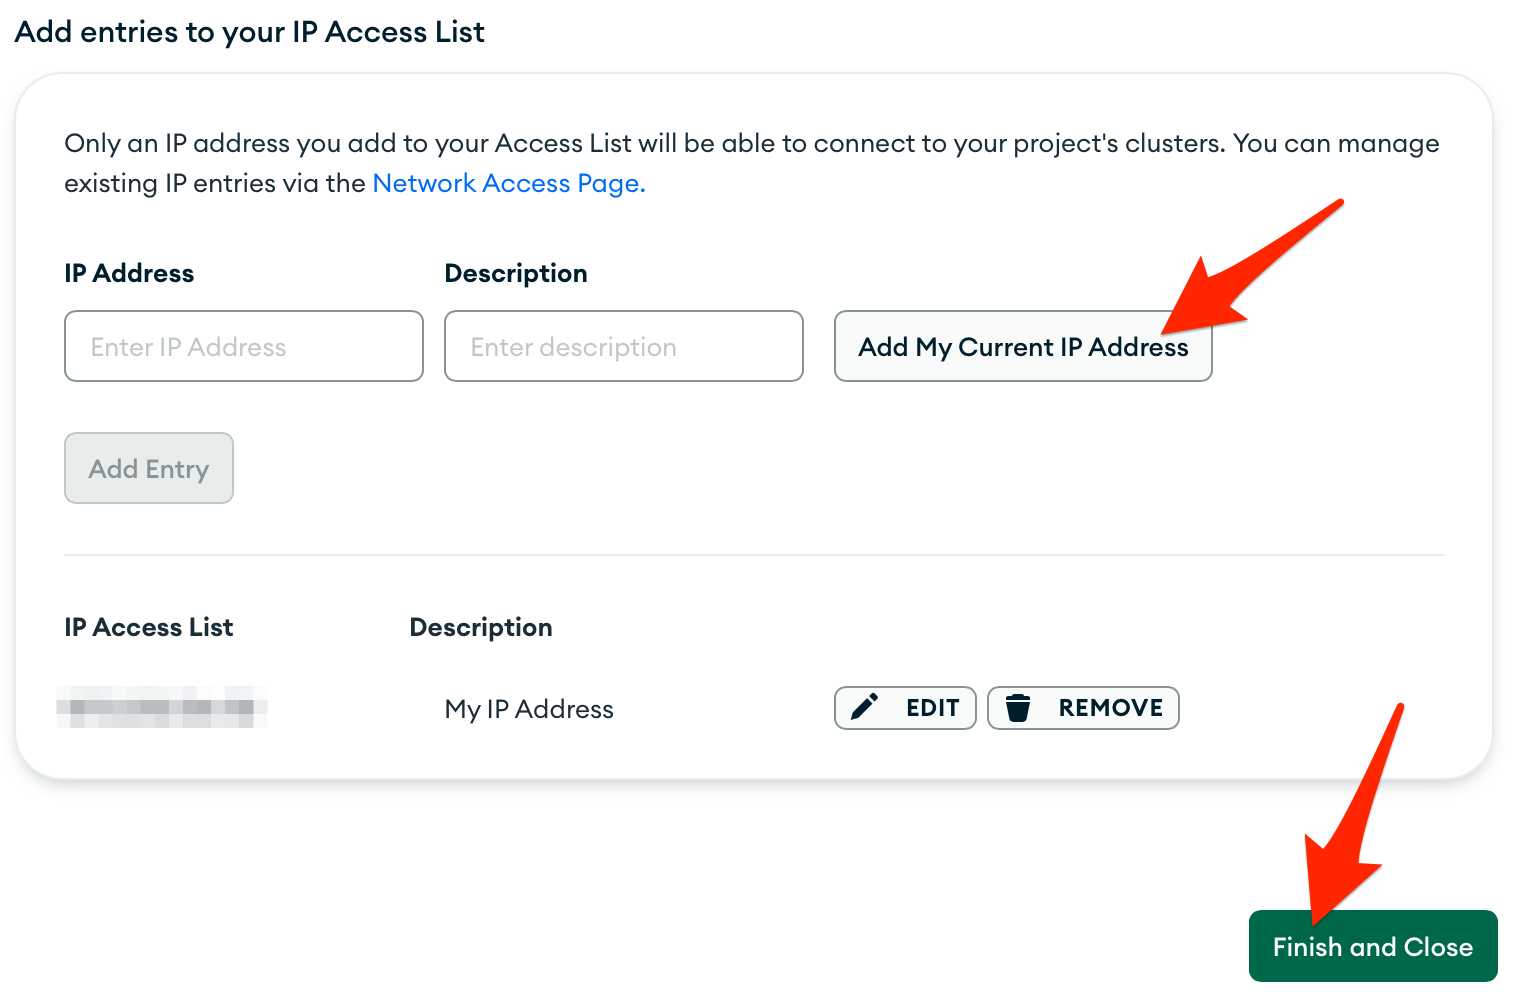 Add entries to your IP Access List
Only an IP address you add to your Access List will be able to connect to your project's clusters. You can manage
existing IP entries via the Network Access Page.
IP Address
Description
Enter IP Address
Enter description
Add My Current IP Address
Add Entry
IP Access List
Description
My IP Address
EDIT
REMOVE
Finish and Close